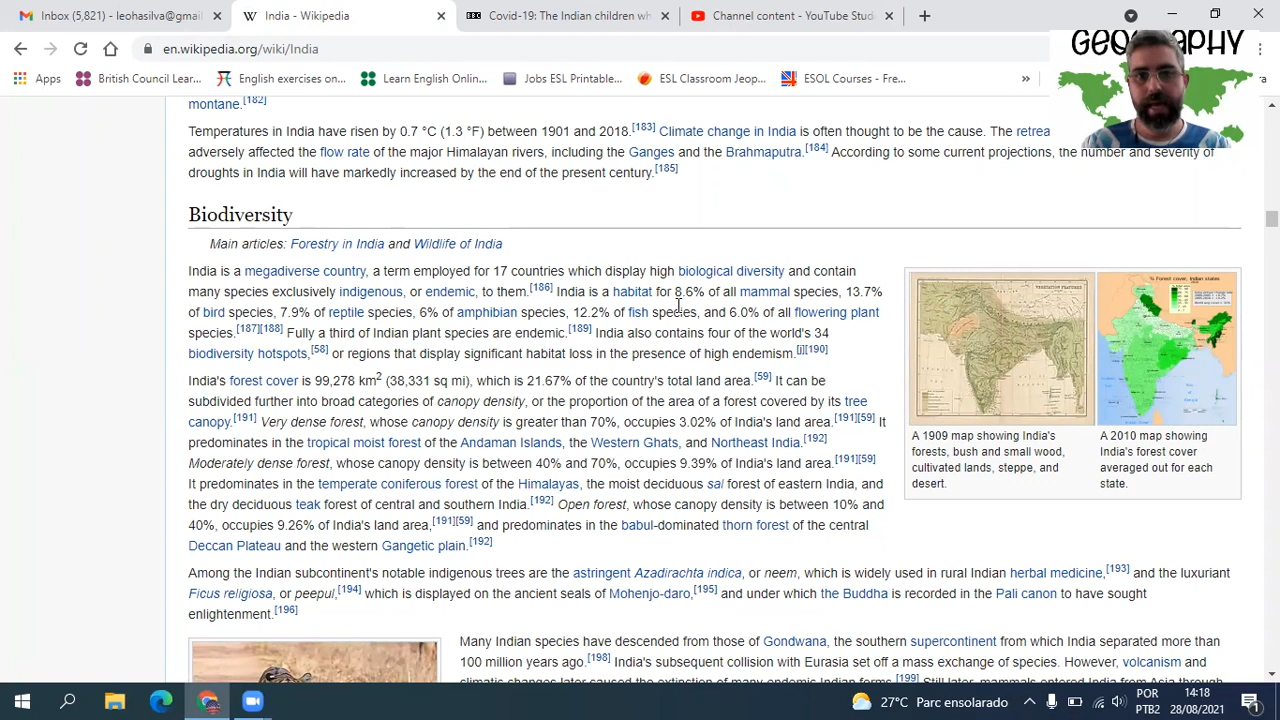 Inbox (5,821) - leohasilva@gmai
India - Wikipedia
Covid-19: The Indian children wh
Channel content - YouTube Stud
en.wikipedia.org/wiki/India
GEOGRAPHY
Apps
British Council Lear...
English exercises on...
Learn English Onlin...
Jobs ESL Printable...
ESL Classroom Jeop...
ESOL Courses - Fre...
»
montane.[182]
Temperatures in India have risen by 0.7 °C (1.3 °F) between 1901 and 2018.[183] Climate change in India is often thought to be the cause. The retrea
adversely affected the flow rate of the major Himalayan rivers, including the Ganges and the Brahmaputra.[184] According to some current projections, the number and severity of
droughts in India will have markedly increased by the end of the present century.[185]
Biodiversity
Main articles: Forestry in India and Wildlife of India
India is a megadiverse country, a term employed for 17 countries which display high biological diversity and contain
many species exclusively indigenous, or endemic, to them.[186] India is a habitat for 8.6% of all mammal species, 13.7%
of bird species, 7.9% of reptile species, 6% of amphibian species, 12.2% of fish species, and 6.0% of all flowering plant
species.[187][188] Fully a third of Indian plant species are endemic.[189] India also contains four of the world's 34
biodiversity hotspots,[58] or regions that display significant habitat loss in the presence of high endemism.[j][190]
India's forest cover is 99,278 km2 (38,331 sq mi), which is 21.67% of the country's total land area.[59] It can be
subdivided further into broad categories of canopy density, or the proportion of the area of a forest covered by its tree
canopy.[191] Very dense forest, whose canopy density is greater than 70%, occupies 3.02% of India's land area.[191][59] It
predominates in the tropical moist forest of the Andaman Islands, the Western Ghats, and Northeast India.[192]
Moderately dense forest, whose canopy density is between 40% and 70%, occupies 9.39% of India's land area.[191][59]
It predominates in the temperate coniferous forest of the Himalayas, the moist deciduous sal forest of eastern India, and
the dry deciduous teak forest of central and southern India.[192] Open forest, whose canopy density is between 10% and
40%, occupies 9.26% of India's land area,[191][59] and predominates in the babul-dominated thorn forest of the central
Deccan Plateau and the western Gangetic plain.[192]
A 1909 map showing India's
forests, bush and small wood,
cultivated lands, steppe, and
desert.
% Forest cover, Indian states
A 2010 map showing
India's forest cover
averaged out for each
state.
Among the Indian subcontinent's notable indigenous trees are the astringent Azadirachta indica, or neem, which is widely used in rural Indian herbal medicine,[193] and the luxuriant
Ficus religiosa, or peepul,[194] which is displayed on the ancient seals of Mohenjo-daro,[195] and under which the Buddha is recorded in the Pali canon to have sought
enlightenment.[196]
Many Indian species have descended from those of Gondwana, the southern supercontinent from which India separated more than
100 million years ago.[198] India's subsequent collision with Eurasia set off a mass exchange of species. However, volcanism and
climatic changes later caused the extinction of many endemic Indian forms.[199] Still later, mammals entered India from Asia through
27°C Parc ensolarado
POR
PTB2
14:18
28/08/2021